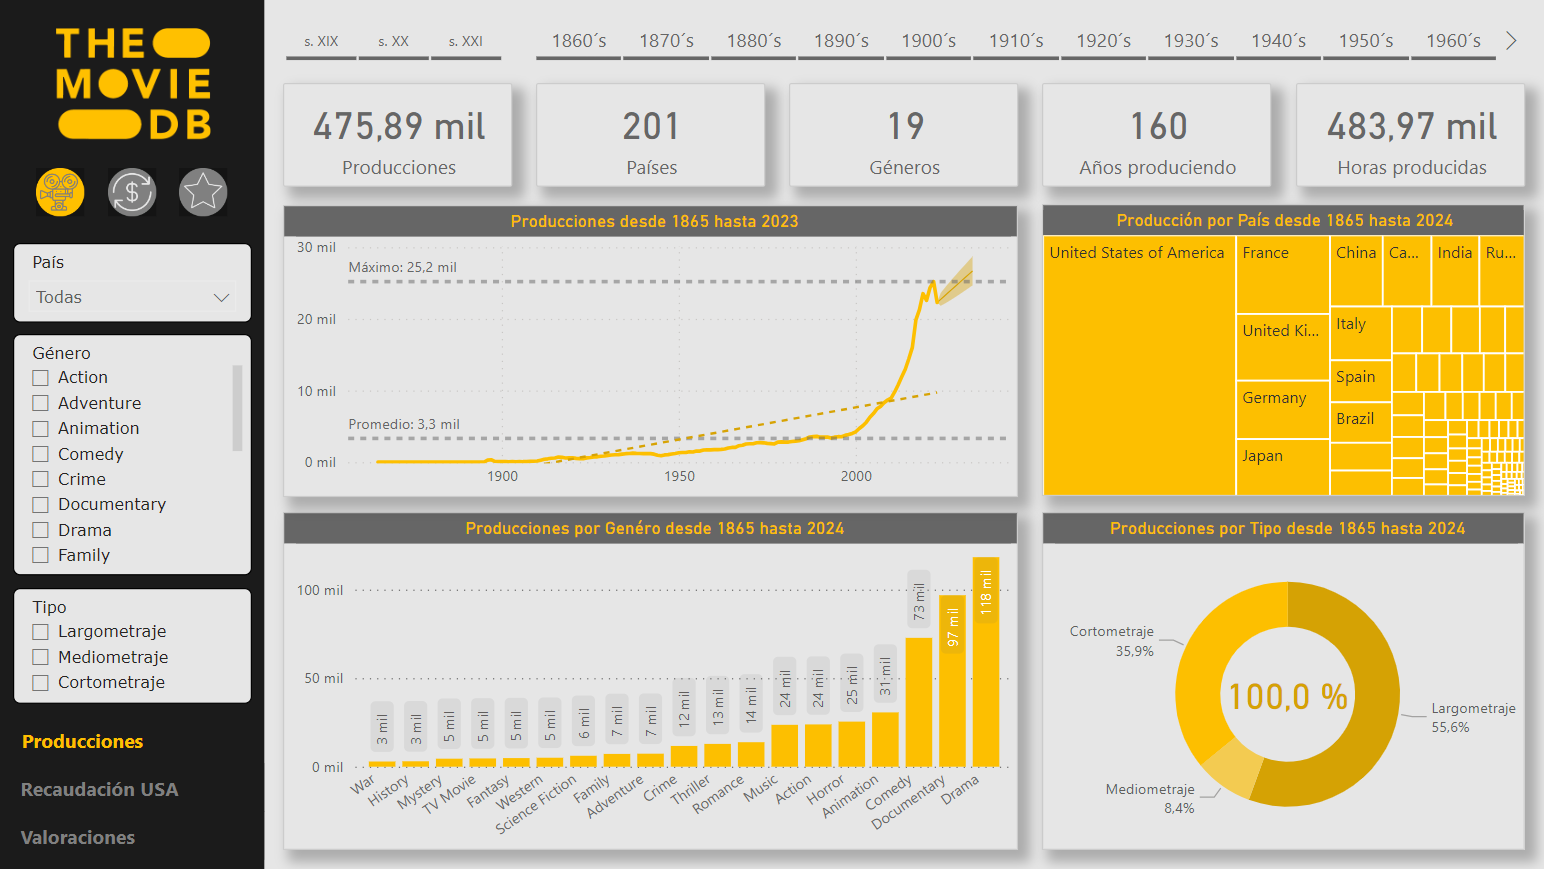 THE
MOVIE
DB
s. XIX
s. XX
s. XXI
1860´s
1870´s
1880´s
1890´s
1900´s
1910´s
1920´s
1930´s
1940´s
1950´s
1960´s
475,89 mil
Producciones
201
Países
19
Géneros
160
Años produciendo
483,97 mil
Horas producidas
País
Todas
Género
Action
Adventure
Animation
Comedy
Crime
Documentary
Drama
Family
Tipo
Largometraje
Mediometraje
Cortometraje
Producciones
Recaudación USA
Valoraciones
Producciones desde 1865 hasta 2023
30 mil
Máximo: 25,2 mil
20 mil
10 mil
Promedio: 3,3 mil
0 mil
1900
1950
2000
Producción por País desde 1865 hasta 2024
United States of America
France
United Ki...
Germany
Japan
China
Ca...
India
Ru...
Italy
Spain
Brazil
Producciones por Genéro desde 1865 hasta 2024
100 mil
50 mil
0 mil
3 mil
3 mil
5 mil
5 mil
5 mil
5 mil
6 mil
7 mil
7 mil
12 mil
13 mil
14 mil
24 mil
24 mil
25 mil
31 mil
73 mil
97 mil
118 mil
War
History
Mystery
TV Movie
Fantasy
Western
Science Fiction
Family
Adventure
Crime
Thriller
Romance
Music
Action
Horror
Animation
Comedy
Documentary
Drama
Producciones por Tipo desde 1865 hasta 2024
Cortometraje
35,9%
100,0 %
Largometraje
55,6%
Mediometraje
8,4%